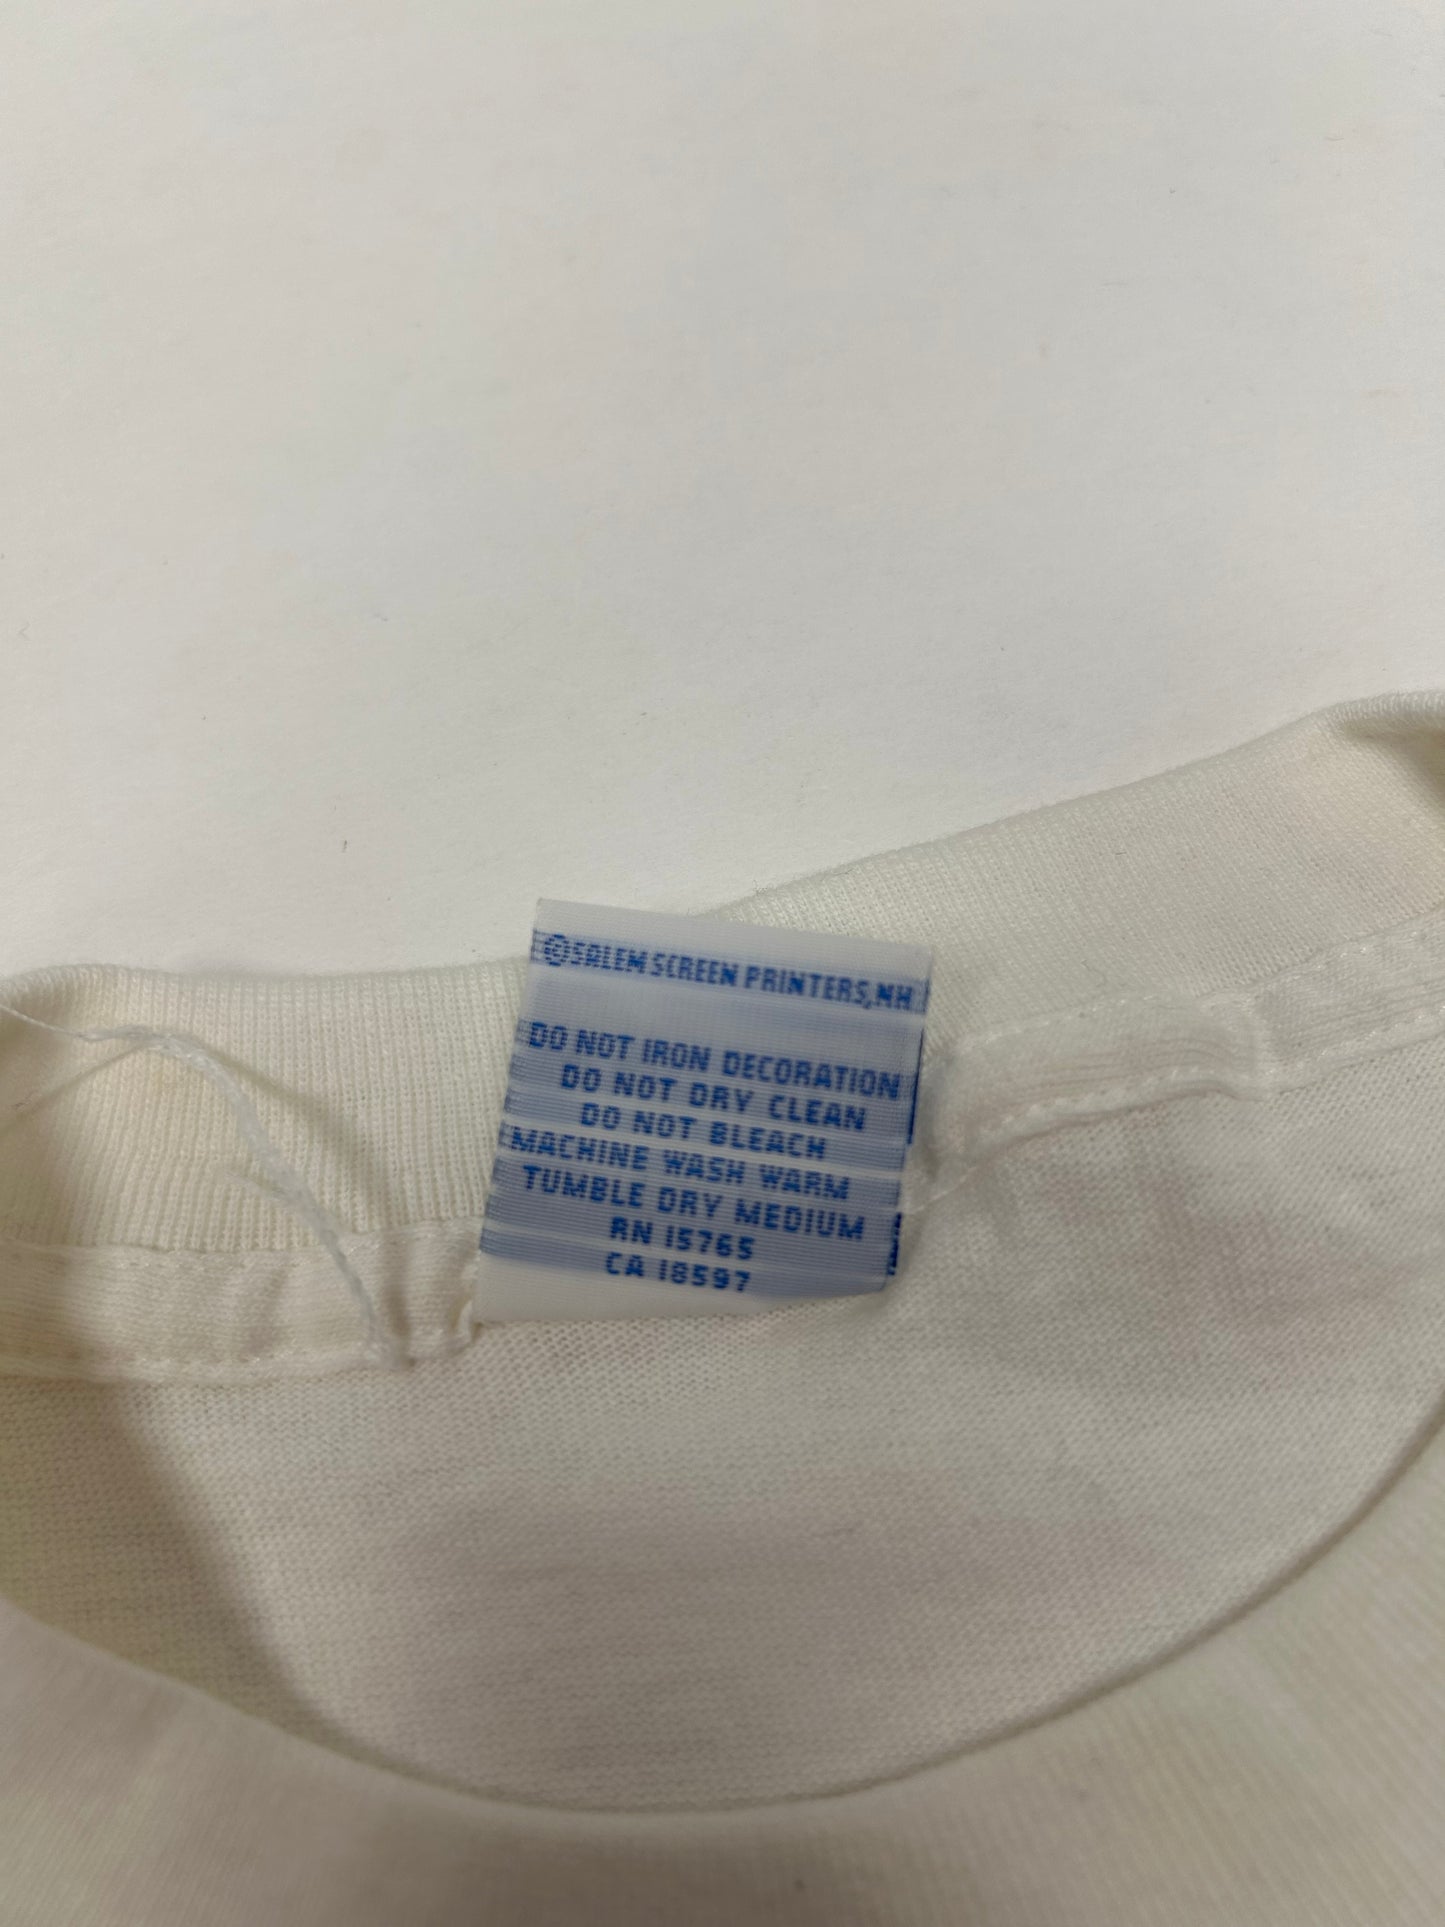 ©SALEM SCREEN PRINTERS, NH
DO NOT IRON DECORATION
DO NOT DRY CLEAN
DO NOT BLEACH
MACHINE WASH WARM
TUMBLE DRY MEDIUM
RN 15765
CA 18597